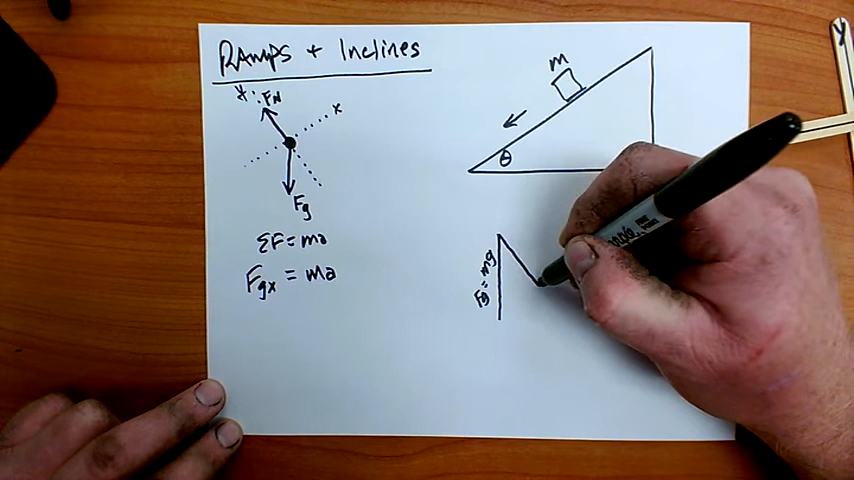 RAMPS + Inclines
y
FN
x
Fg
ΣF = ma
Fgx = ma
m
θ
Fg = mg
y